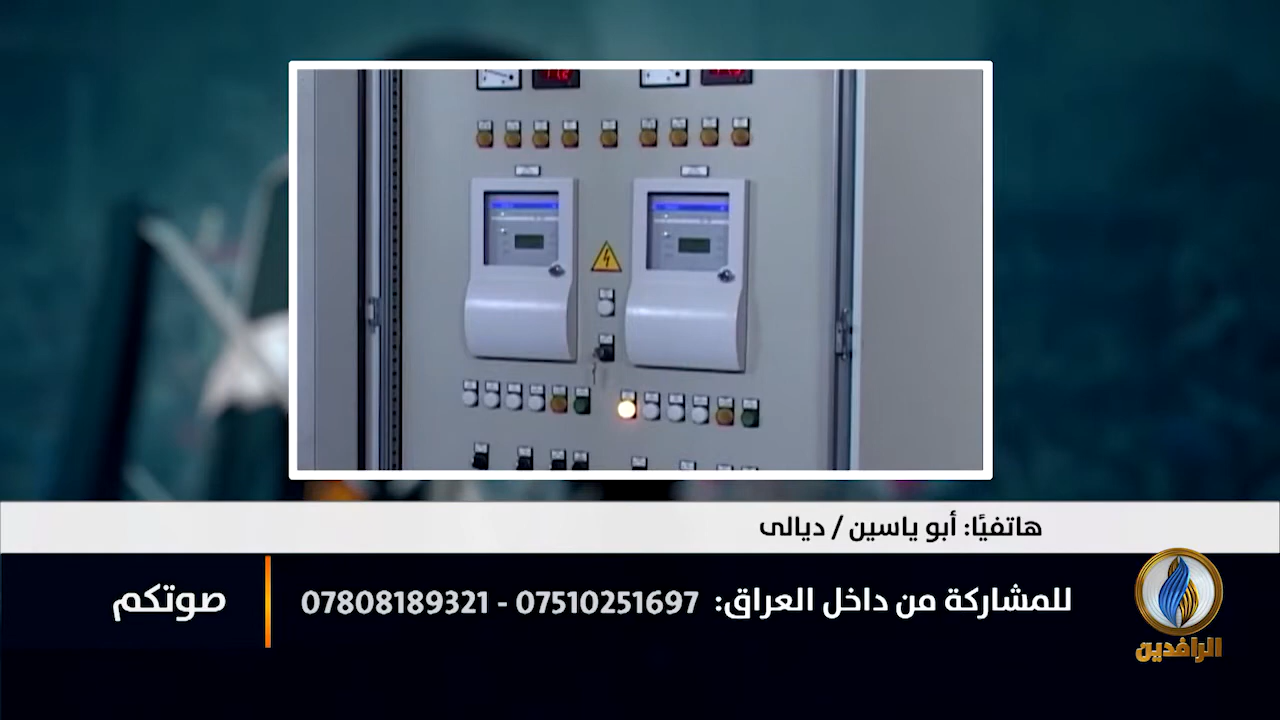 هاتفيًا: أبو ياسين / ديالى
للمشاركة من داخل العراق: 07510251697 - 07808189321
صوتكم
الرافدين